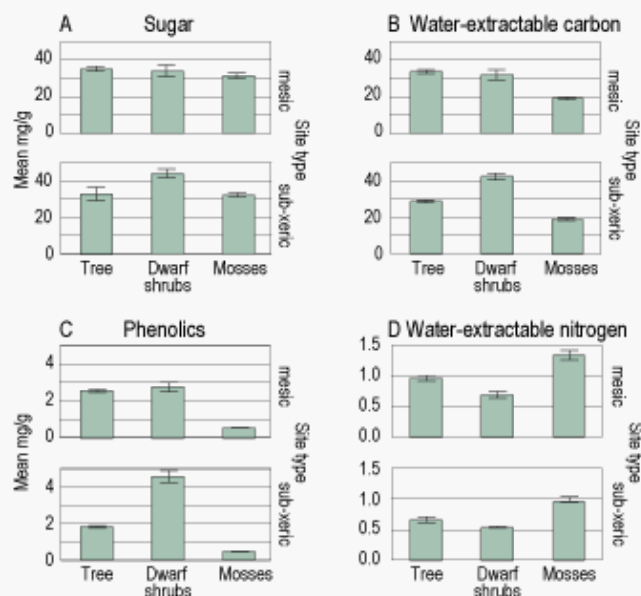 A Sugar
40
20
0
mesic
40
20
0
sub-xeric
Mean mg/g
Site type
Tree Dwarf shrubs Mosses
B Water-extractable carbon
40
20
0
mesic
40
20
0
sub-xeric
Site type
Tree Dwarf shrubs Mosses
C Phenolics
4
2
0
mesic
4
2
0
sub-xeric
Mean mg/g
Site type
Tree Dwarf shrubs Mosses
D Water-extractable nitrogen
1.5
1.0
0.5
0.0
mesic
1.5
1.0
0.5
0.0
sub-xeric
Site type
Tree Dwarf shrubs Mosses